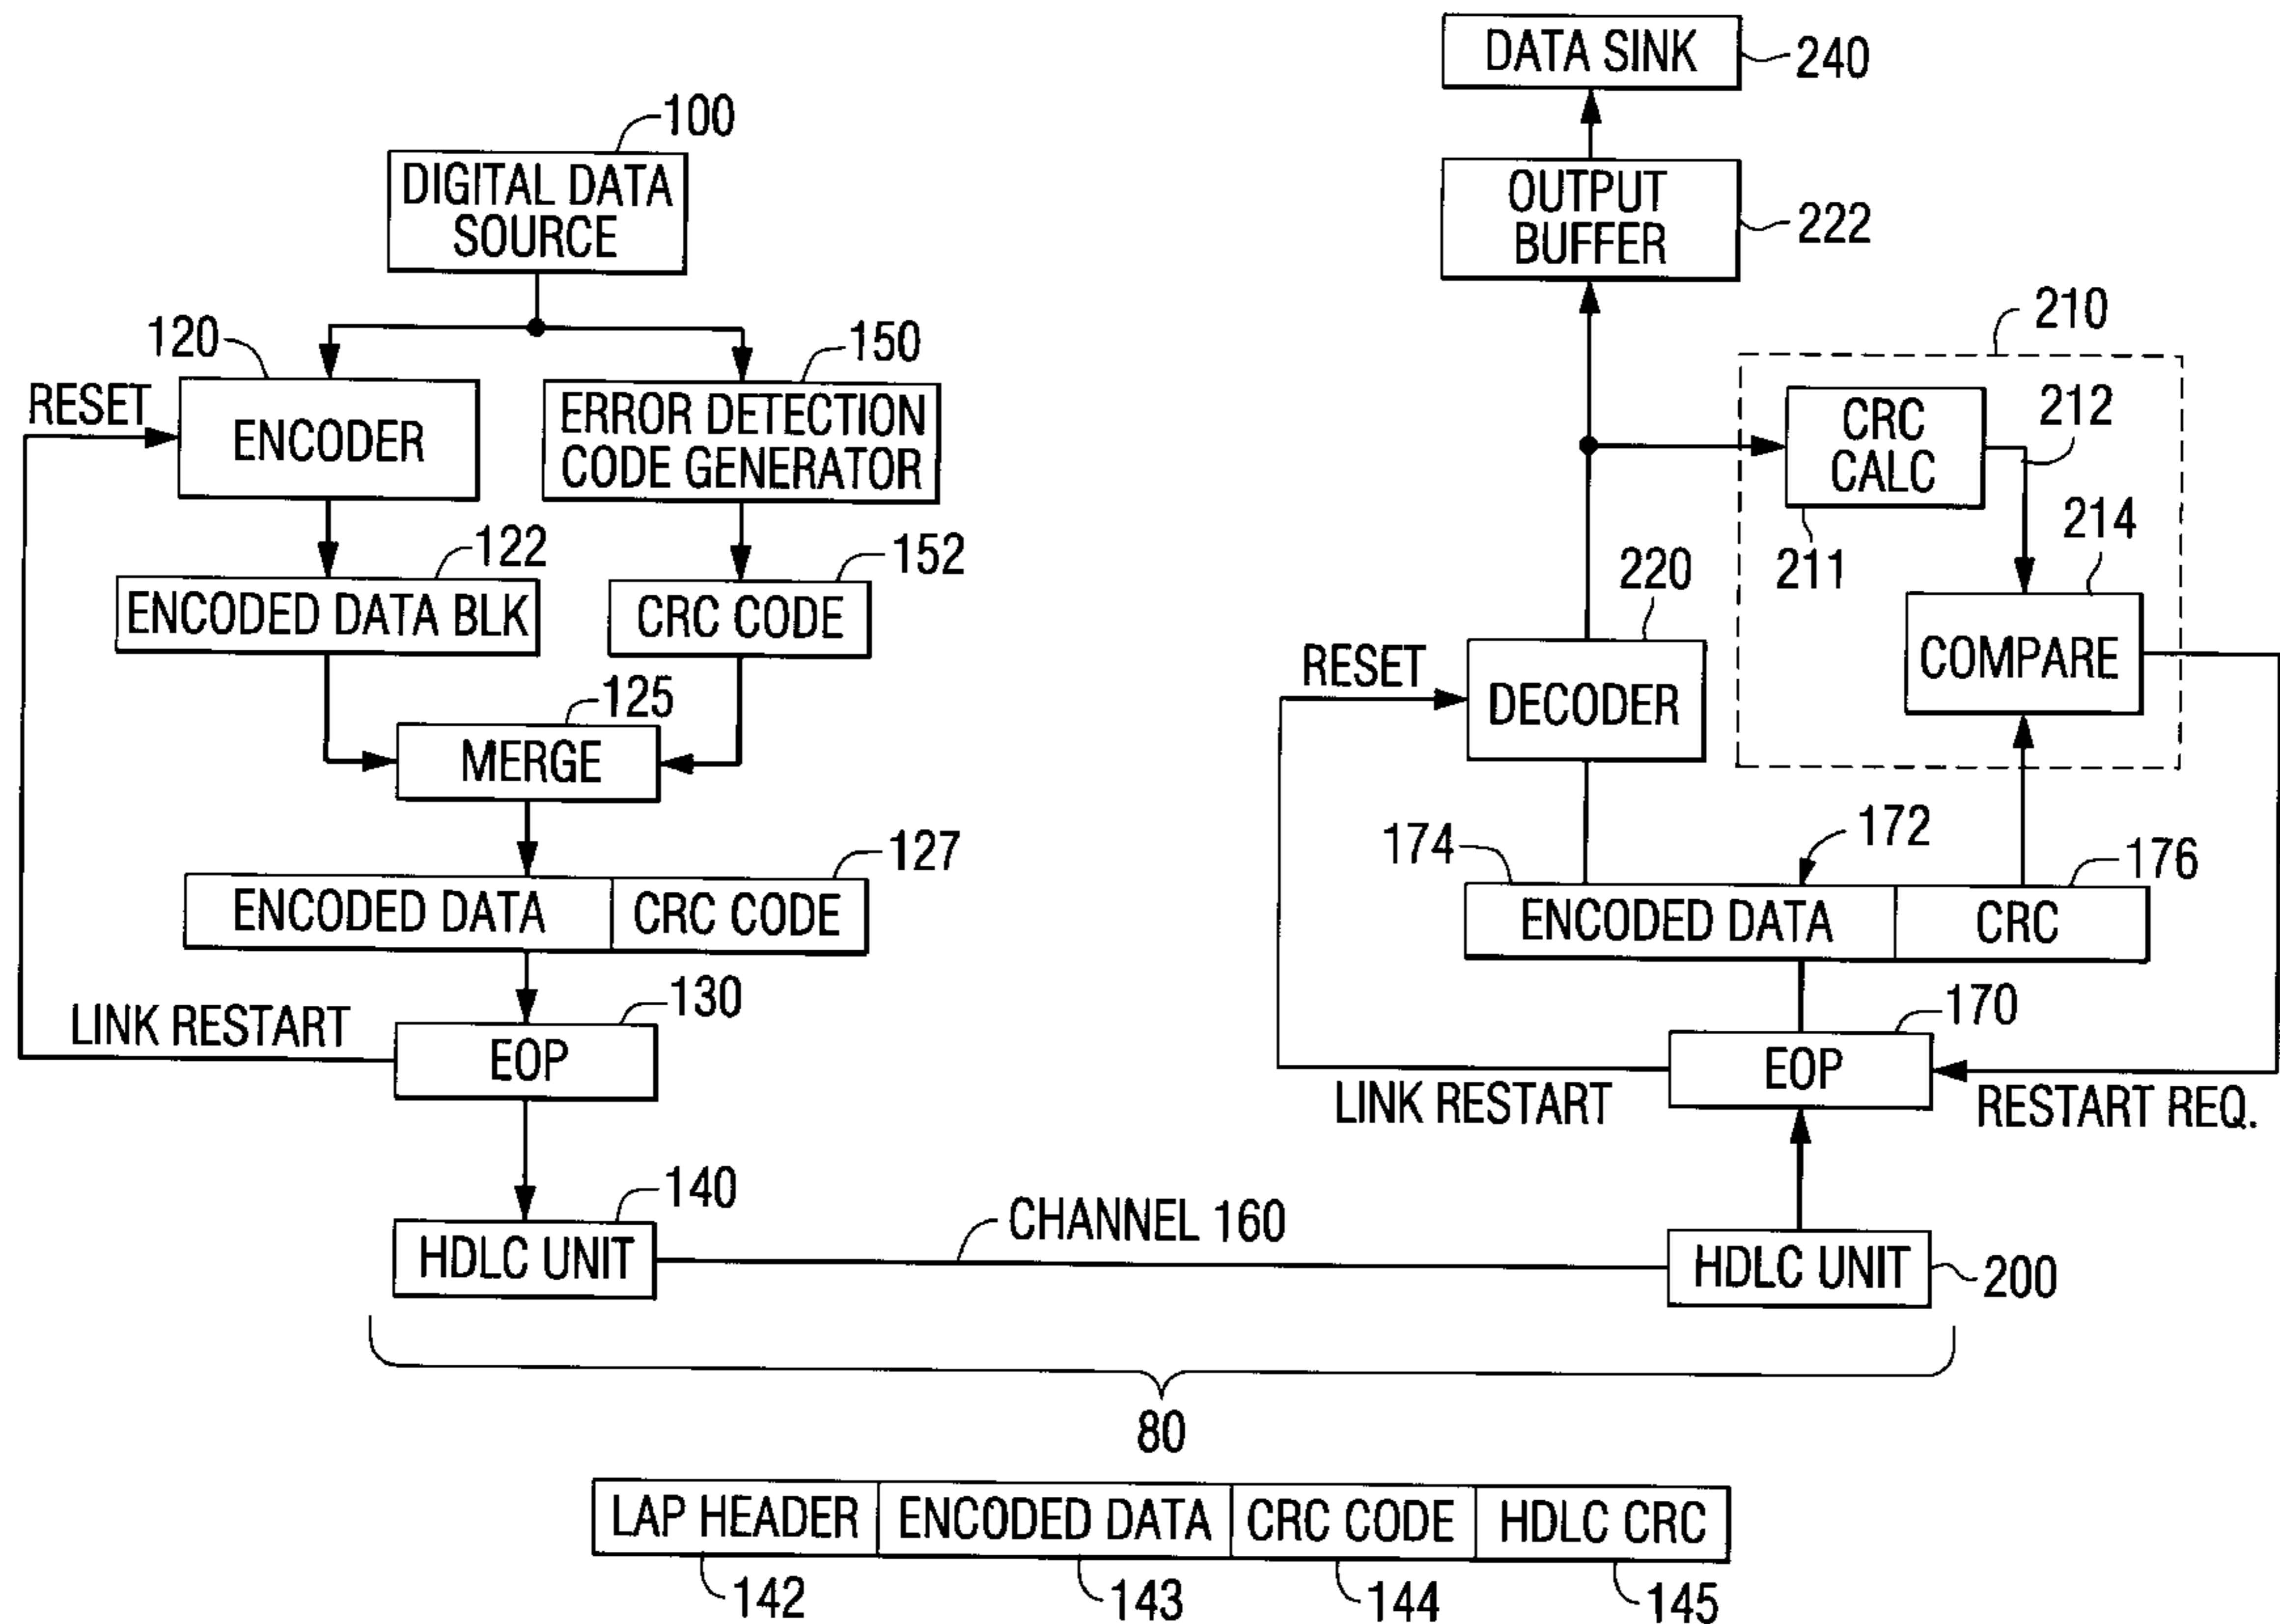 DATA SINK
240
100
DIGITAL DATA
SOURCE
OUTPUT
BUFFER
222
120
150
210
RESET
ENCODER
ERROR DETECTION
CODE GENERATOR
CRC
CALC
212
211
214
122
152
220
ENCODED DATA BLK
CRC CODE
COMPARE
RESET
DECODER
125
MERGE
127
174
172
176
ENCODED DATA
CRC CODE
ENCODED DATA
CRC
130
170
LINK RESTART
EOP
EOP
LINK RESTART
RESTART REQ.
140
CHANNEL 160
HDLC UNIT
HDLC UNIT
200
80
LAP HEADER
ENCODED DATA
CRC CODE
HDLC CRC
142
143
144
145